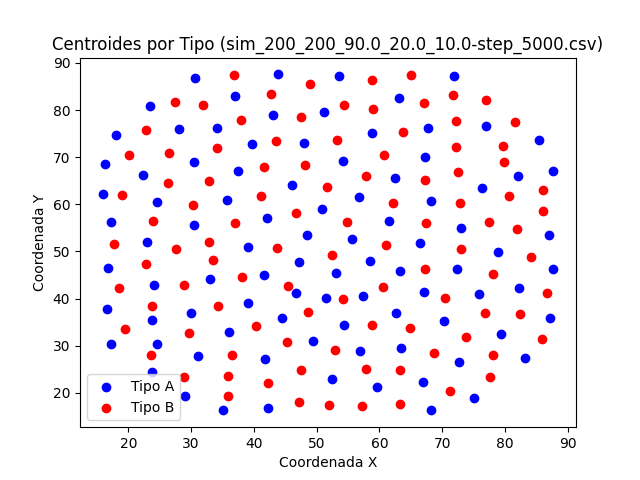 Centroides por Tipo (sim_200_200_90.0_20.0_10.0-step_5000.csv)
90
80
70
60
50
40
30
20
Coordenada Y
Tipo A
Tipo B
20 30 40 50 60 70 80 90
Coordenada X